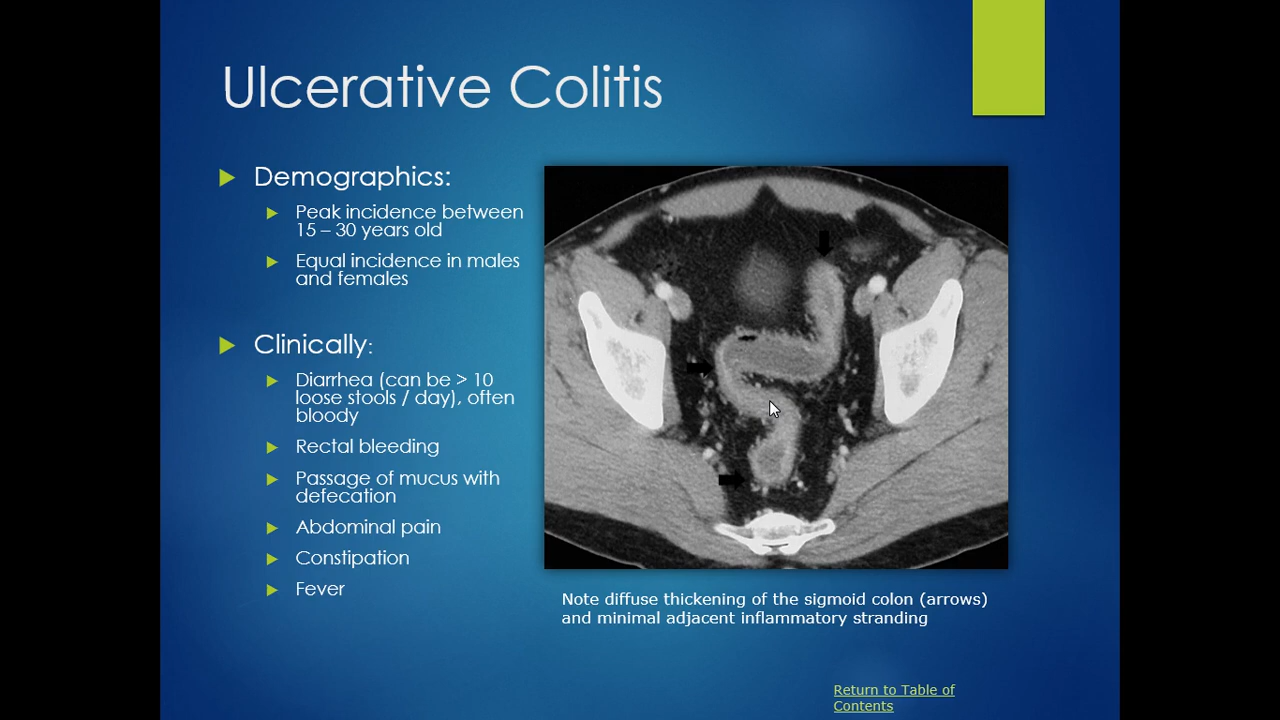 Ulcerative Colitis
Demographics:
Peak incidence between
15 – 30 years old
Equal incidence in males
and females
Clinically:
Diarrhea (can be > 10
loose stools / day), often
bloody
Rectal bleeding
Passage of mucus with
defecation
Abdominal pain
Constipation
Fever
Note diffuse thickening of the sigmoid colon (arrows)
and minimal adjacent inflammatory stranding
Return to Table of
Contents